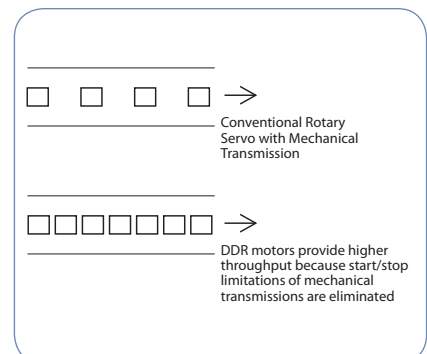 Conventional Rotary
Servo with Mechanical
Transmission
DDR motors provide higher
throughput because start/stop
limitations of mechanical
transmissions are eliminated